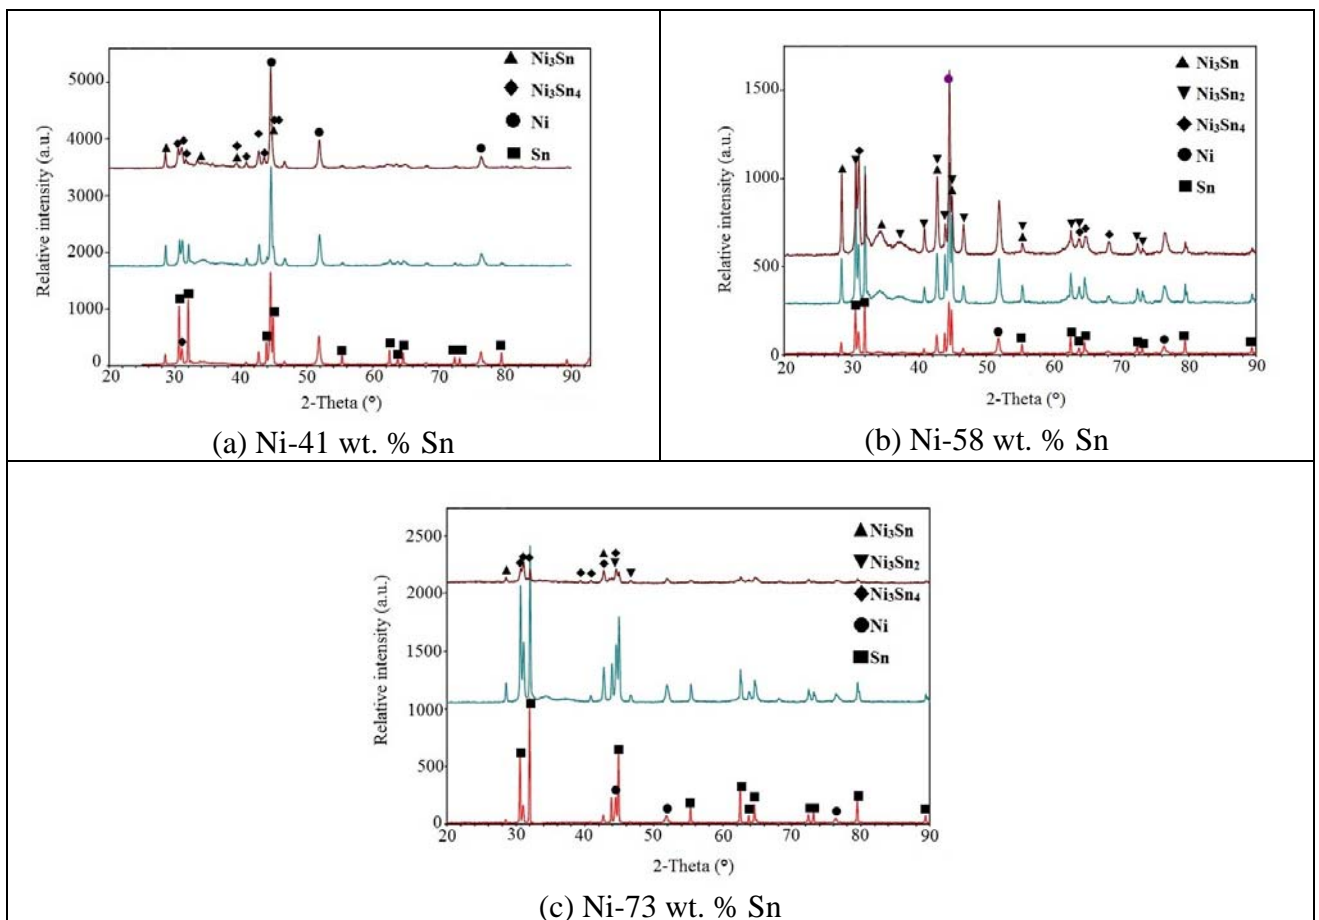 5000
4000
3000
2000
1000
0
20 30 40 50 60 70 80 90
Relative intensity (a.u.)
2-Theta (°)
Ni₃Sn
Ni₃Sn₄
Ni
Sn
(a) Ni-41 wt. % Sn
1500
1000
500
0
20 30 40 50 60 70 80 90
Relative intensity (a.u.)
2-Theta (°)
Ni₃Sn
Ni₃Sn₂
Ni₃Sn₄
Ni
Sn
(b) Ni-58 wt. % Sn
2500
2000
1500
1000
500
0
20 30 40 50 60 70 80 90
Relative intensity (a.u.)
2-Theta (°)
Ni₃Sn
Ni₃Sn₂
Ni₃Sn₄
Ni
Sn
(c) Ni-73 wt. % Sn